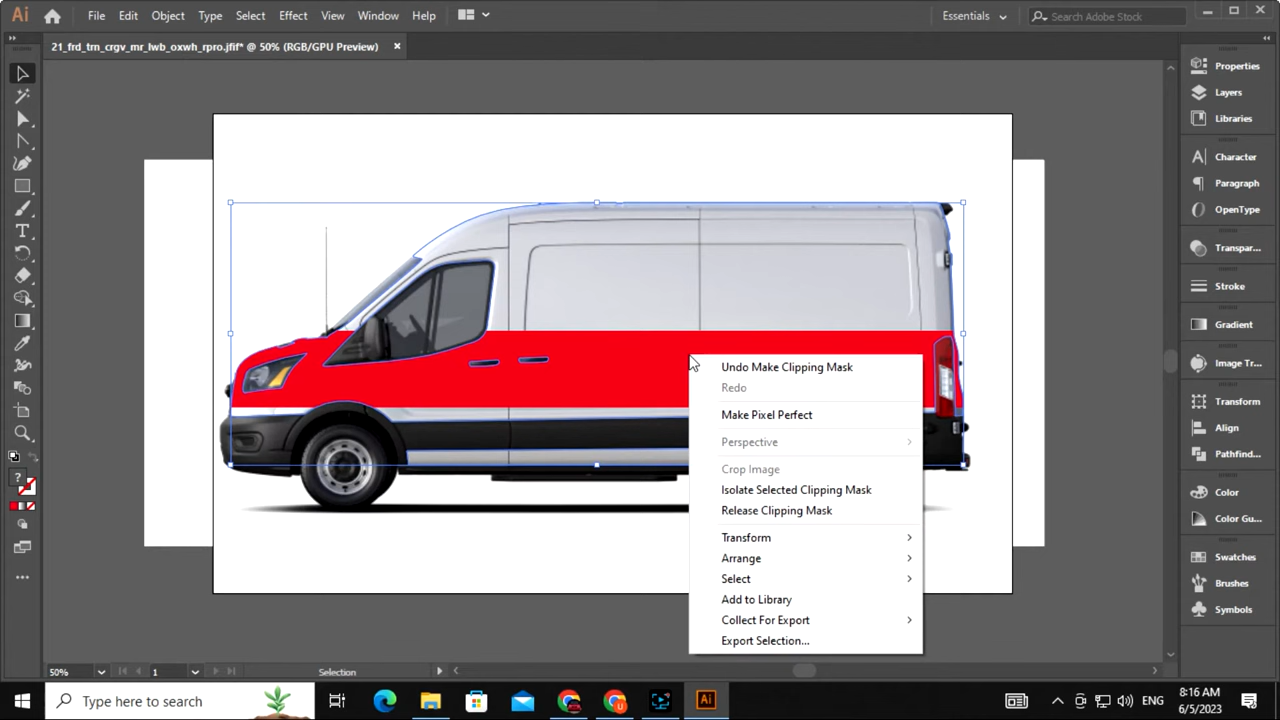 Ai
File Edit Object Type Select Effect View Window Help
Essentials
Search Adobe Stock
21_frd_trn_crgv_mr_lwb_oxwh_rpro.jfif* @ 50% (RGB/GPU Preview)
Properties
Layers
Libraries
Character
Paragraph
OpenType
Transpar...
Stroke
Gradient
Image Tr...
Transform
Align
Pathfind...
Color
Color Gu...
Swatches
Brushes
Symbols
Undo Make Clipping Mask
Redo
Make Pixel Perfect
Perspective
Crop Image
Isolate Selected Clipping Mask
Release Clipping Mask
Transform
Arrange
Select
Add to Library
Collect For Export
Export Selection...
?
50% 1 Selection
Type here to search
Ai
ENG
8:16 AM
6/5/2023